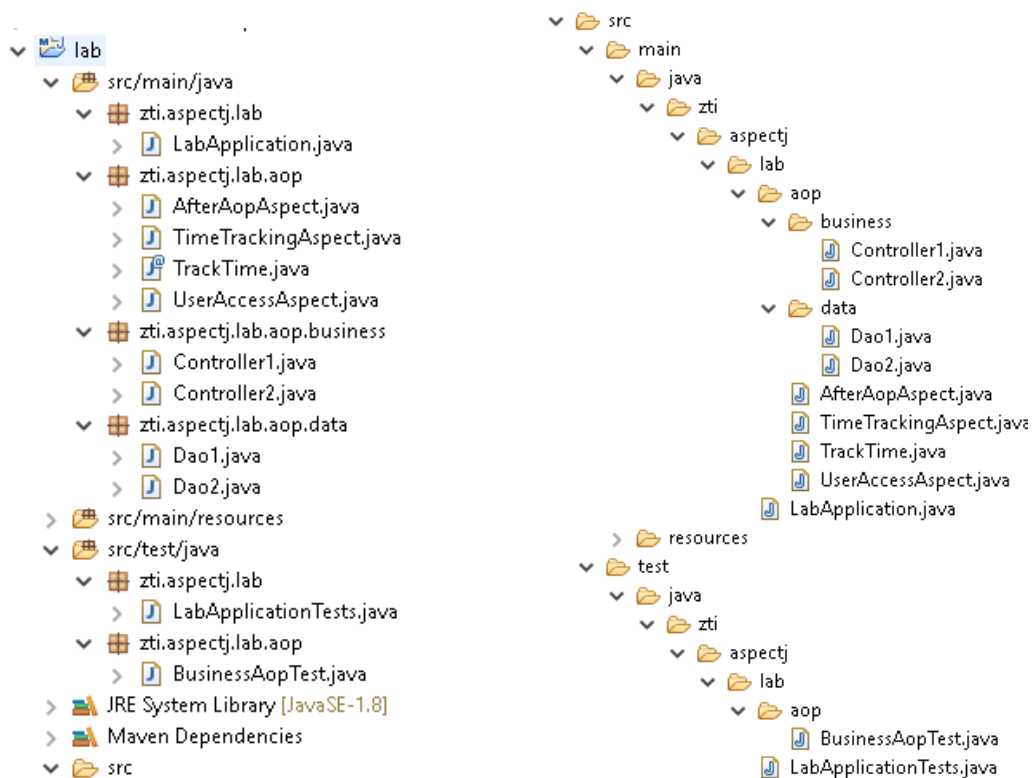 lab
src/main/java
zti.aspectj.lab
LabApplication.java
zti.aspectj.lab.aop
AfterAopAspect.java
TimeTrackingAspect.java
TrackTime.java
UserAccessAspect.java
zti.aspectj.lab.aop.business
Controller1.java
Controller2.java
zti.aspectj.lab.aop.data
Dao1.java
Dao2.java
src/main/resources
src/test/java
zti.aspectj.lab
LabApplicationTests.java
zti.aspectj.lab.aop
BusinessAopTest.java
JRE System Library [JavaSE-1.8]
Maven Dependencies
src
src
main
java
zti
aspectj
lab
aop
business
Controller1.java
Controller2.java
data
Dao1.java
Dao2.java
AfterAopAspect.java
TimeTrackingAspect.java
TrackTime.java
UserAccessAspect.java
LabApplication.java
resources
test
java
zti
aspectj
lab
aop
BusinessAopTest.java
LabApplicationTests.java